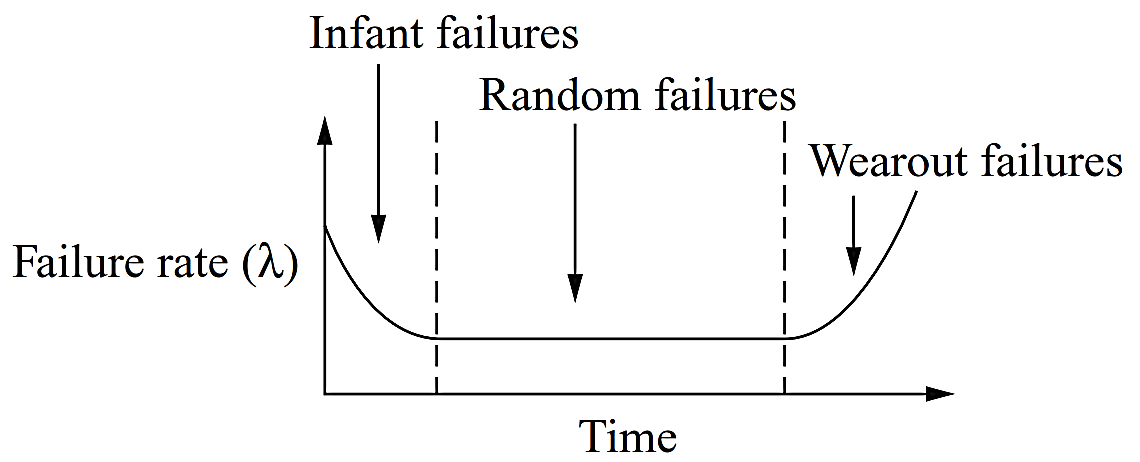 Infant failures
Random failures
Wearout failures
Failure rate (λ)
Time